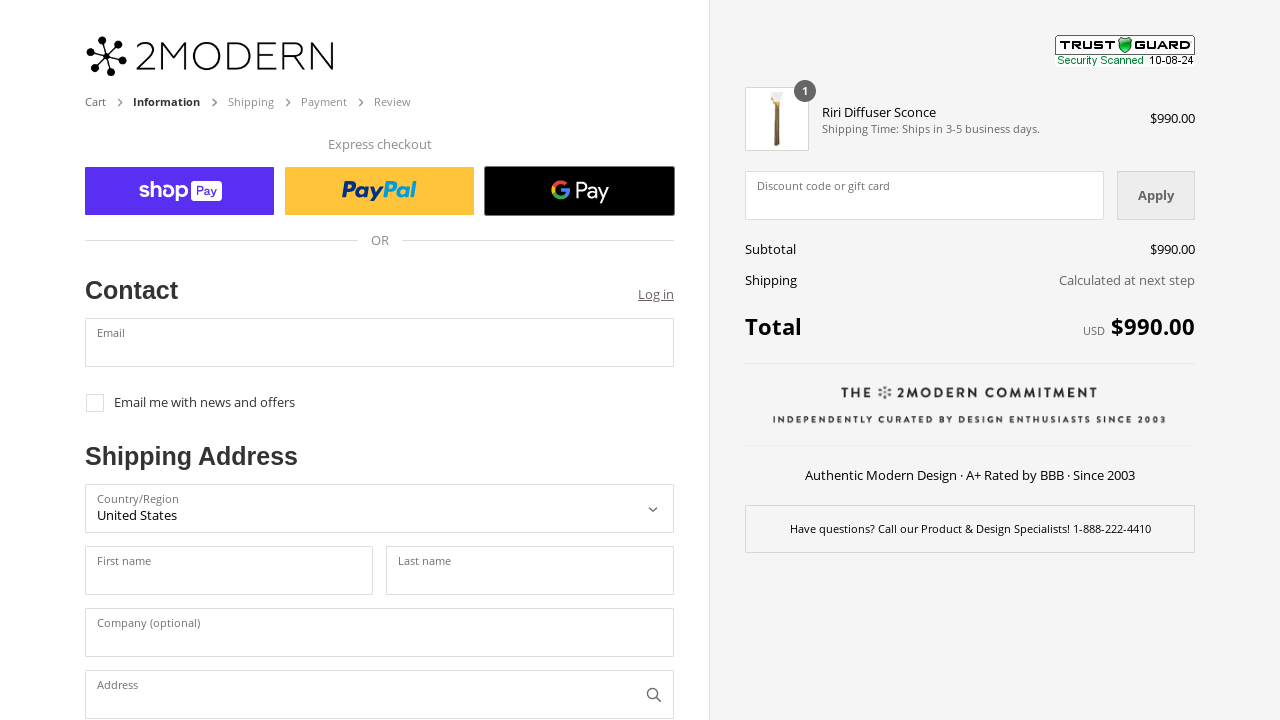 2MODERN
Cart
Information
Shipping
Payment
Review
Express checkout
shop Pay
PayPal
G Pay
OR
Contact
Log in
Email
Email me with news and offers
Shipping Address
Country/Region
United States
First name
Last name
Company (optional)
Address
TRUST GUARD
Security Scanned 10-08-24
1
Riri Diffuser Sconce
Shipping Time: Ships in 3-5 business days.
$990.00
Discount code or gift card
Apply
Subtotal
$990.00
Shipping
Calculated at next step
Total
USD $990.00
THE 2MODERN COMMITMENT
INDEPENDENTLY CURATED BY DESIGN ENTHUSIASTS SINCE 2003
Authentic Modern Design · A+ Rated by BBB · Since 2003
Have questions? Call our Product & Design Specialists! 1-888-222-4410